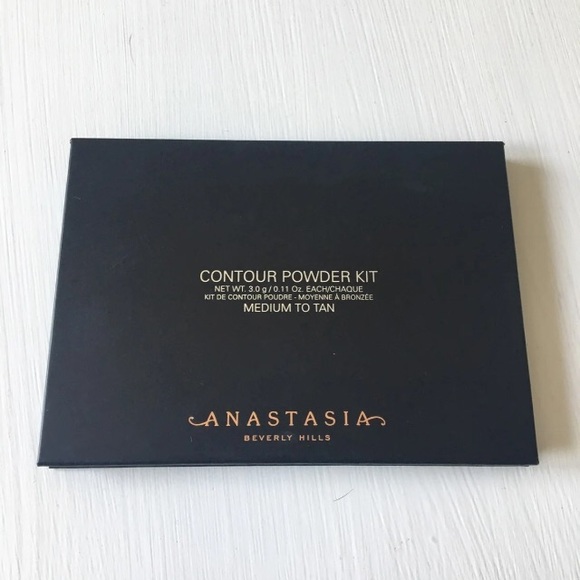 CONTOUR POWDER KIT
NET WT. 3.0 g / 0.11 Oz. EACH/CHAQUE
KIT DE CONTOUR POUDRE - MOYENNE À BRONZÉE
MEDIUM TO TAN
ANASTASIA
BEVERLY HILLS